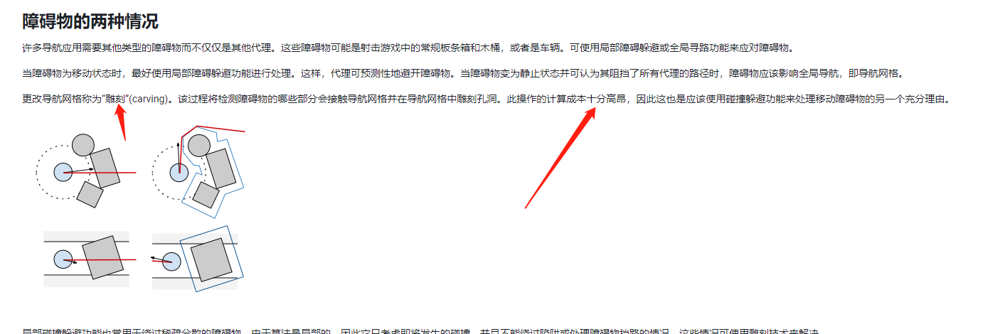 障碍物的两种情况
许多导航应用需要其他类型的障碍物而不仅仅是其他代理。这些障碍物可能是射击游戏中的常规板条箱和木桶，或者是车辆。可使用局部障碍躲避或全局寻路功能来应对障碍物。
当障碍物为移动状态时，最好使用局部障碍躲避功能进行处理。这样，代理可预测性地避开障碍物。当障碍物变为静止状态并可认为其阻挡了所有代理的路径时，障碍物应该影响全局导航，即导航网格。
更改导航网格称为“雕刻”(carving)。该过程将检测障碍物的哪些部分会接触导航网格并在导航网格中雕刻孔洞。此操作的计算成本十分高昂，因此这也是应该使用碰撞躲避功能来处理移动障碍物的另一个充分理由。
局部碰撞躲避功能也常用于绕过稀疏分散的障碍物。由于算法是局部的，因此它只考虑即将发生的碰撞，并且不能绕过陷阱或处理障碍物挡路的情况。这些情况可使用雕刻技术来解决。